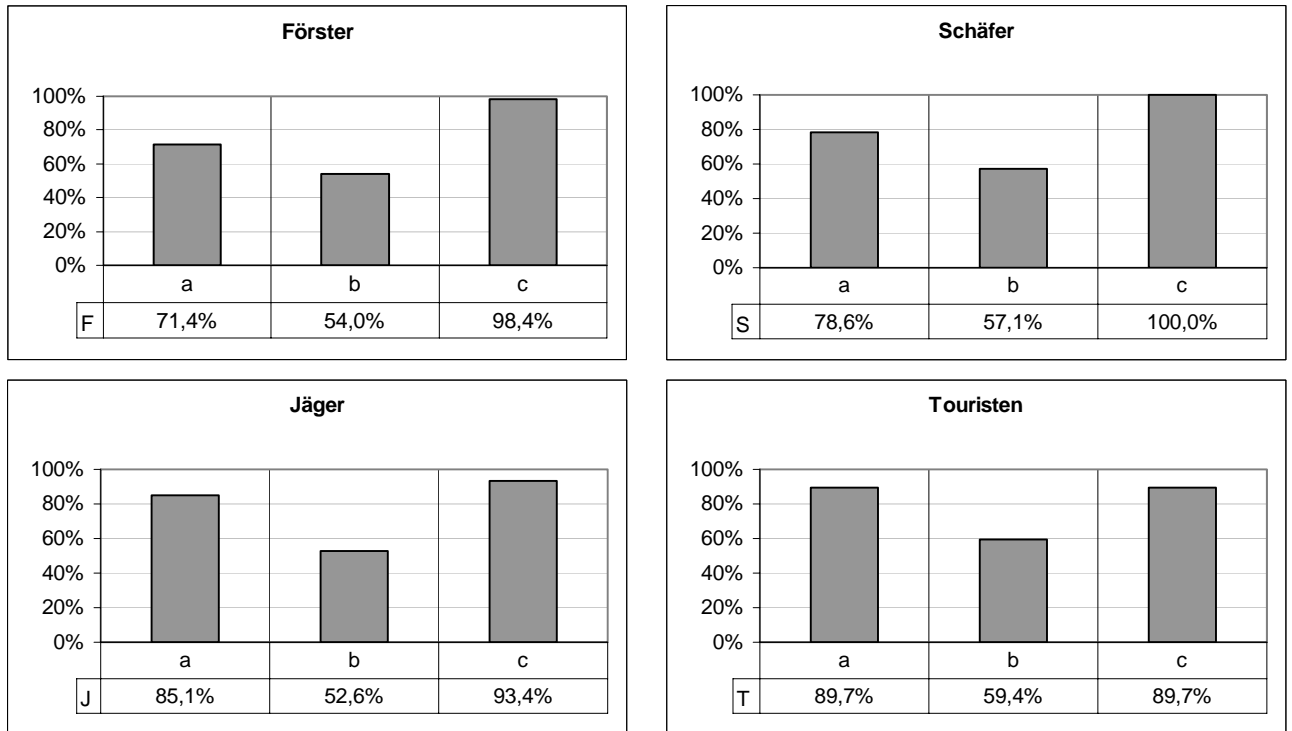 Förster
100%
80%
60%
40%
20%
0%
a b c
F 71,4% 54,0% 98,4%
Schäfer
100%
80%
60%
40%
20%
0%
a b c
S 78,6% 57,1% 100,0%
Jäger
100%
80%
60%
40%
20%
0%
a b c
J 85,1% 52,6% 93,4%
Touristen
100%
80%
60%
40%
20%
0%
a b c
T 89,7% 59,4% 89,7%